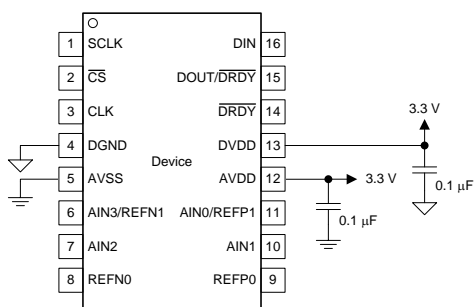 1 SCLK DIN 16
2 CS DOUT/DRDY 15
3 CLK DRDY 14
3.3 V
4 DGND DVDD 13
Device
5 AVSS AVDD 12
3.3 V
0.1 μF
6 AIN3/REFN1 AIN0/REFP1 11
0.1 μF
7 AIN2 AIN1 10
8 REFN0 REFP0 9